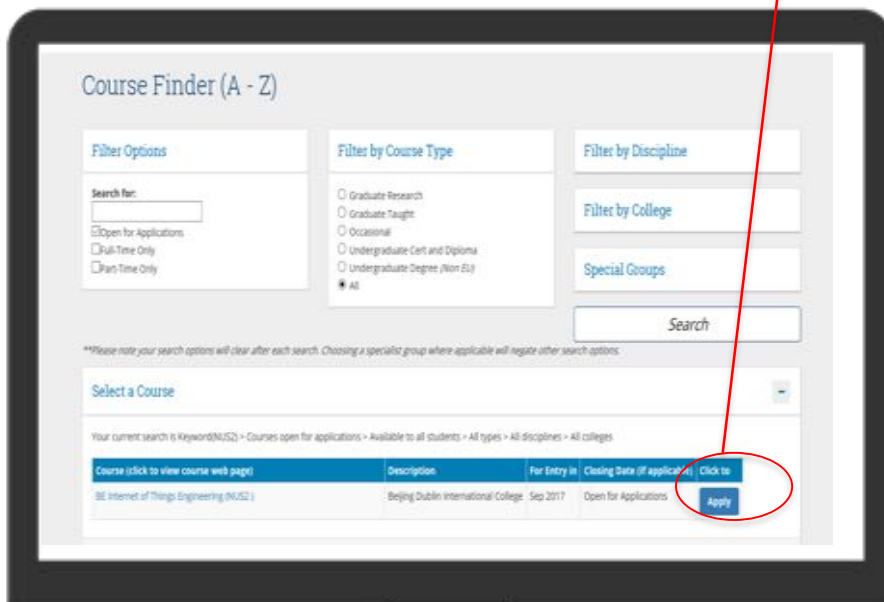 Course Finder (A - Z)
Filter Options
Search for:
Open for Applications
Full-Time Only
Part-Time Only
Filter by Course Type
Graduate Research
Graduate Taught
Occasional
Undergraduate Cert and Diploma
Undergraduate Degree (Non EU)
All
Filter by Discipline
Filter by College
Special Groups
Search
**Please note your search options will clear after each search. Choosing a specialist group where applicable will negate other search options.
Select a Course
-
Your current search is Keyword(NUS2) > Courses open for applications > Available to all students > All types > All disciplines > All colleges
Course (click to view course web page) Description For Entry in Closing Date (if applicable) Click to
BE Internet of Things Engineering (NUS2 ) Beijing Dublin International College Sep 2017 Open for Applications Apply